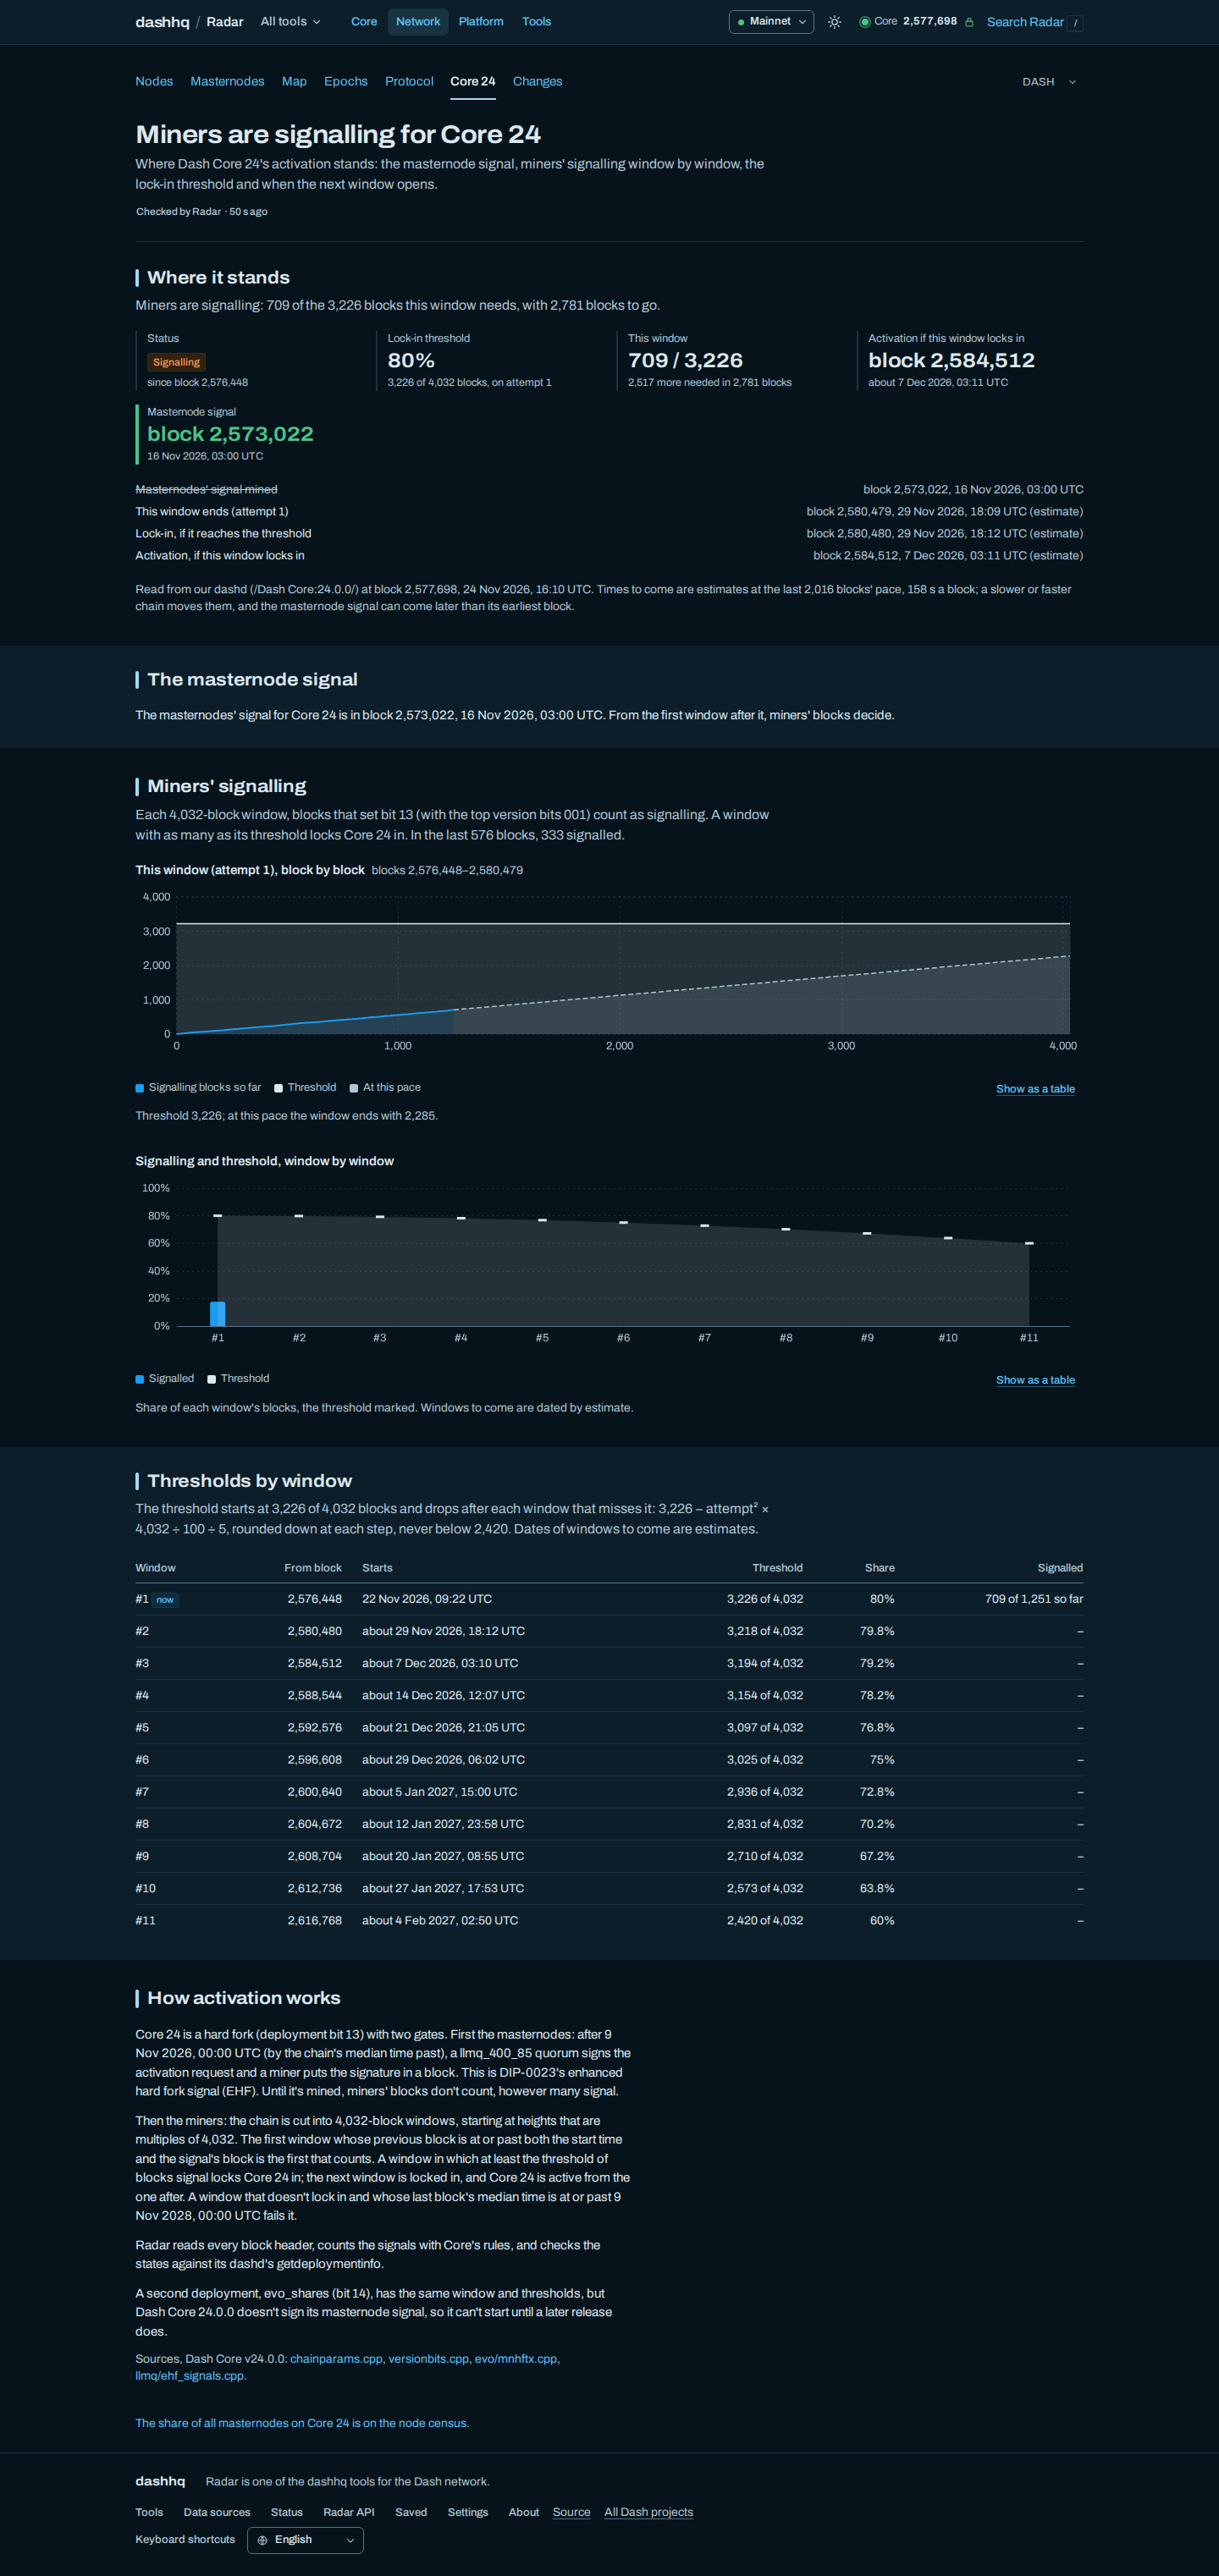 dashhq / Radar All tools Core Network Platform Tools Mainnet Core 2,577,698 Search Radar /
Nodes Masternodes Map Epochs Protocol Core 24 Changes DASH
Miners are signalling for Core 24
Where Dash Core 24's activation stands: the masternode signal, miners' signalling window by window, the
lock-in threshold and when the next window opens.
Checked by Radar · 50 s ago
Where it stands
Miners are signalling: 709 of the 3,226 blocks this window needs, with 2,781 blocks to go.
Status
Signalling
since block 2,576,448
Lock-in threshold
80%
3,226 of 4,032 blocks, on attempt 1
This window
709 / 3,226
2,517 more needed in 2,781 blocks
Activation if this window locks in
block 2,584,512
about 7 Dec 2026, 03:11 UTC
Masternode signal
block 2,573,022
16 Nov 2026, 03:00 UTC
Masternodes' signal mined block 2,573,022, 16 Nov 2026, 03:00 UTC
This window ends (attempt 1) block 2,580,479, 29 Nov 2026, 18:09 UTC (estimate)
Lock-in, if it reaches the threshold block 2,580,480, 29 Nov 2026, 18:12 UTC (estimate)
Activation, if this window locks in block 2,584,512, 7 Dec 2026, 03:11 UTC (estimate)
Read from our dashd (/Dash Core:24.0.0/) at block 2,577,698, 24 Nov 2026, 16:10 UTC. Times to come are estimates at the last 2,016 blocks' pace, 158 s a block; a slower or faster
chain moves them, and the masternode signal can come later than its earliest block.
The masternode signal
The masternodes' signal for Core 24 is in block 2,573,022, 16 Nov 2026, 03:00 UTC. From the first window after it, miners' blocks decide.
Miners' signalling
Each 4,032-block window, blocks that set bit 13 (with the top version bits 001) count as signalling. A window
with as many as its threshold locks Core 24 in. In the last 576 blocks, 333 signalled.
This window (attempt 1), block by block blocks 2,576,448–2,580,479
4,000
3,000
2,000
1,000
0
0 1,000 2,000 3,000 4,000
Signalling blocks so far Threshold At this pace Show as a table
Threshold 3,226; at this pace the window ends with 2,285.
Signalling and threshold, window by window
100%
80%
60%
40%
20%
0%
#1 #2 #3 #4 #5 #6 #7 #8 #9 #10 #11
Signalled Threshold Show as a table
Share of each window's blocks, the threshold marked. Windows to come are dated by estimate.
Thresholds by window
The threshold starts at 3,226 of 4,032 blocks and drops after each window that misses it: 3,226 − attempt² ×
4,032 ÷ 100 ÷ 5, rounded down at each step, never below 2,420. Dates of windows to come are estimates.
Window From block Starts Threshold Share Signalled
#1 now 2,576,448 22 Nov 2026, 09:22 UTC 3,226 of 4,032 80% 709 of 1,251 so far
#2 2,580,480 about 29 Nov 2026, 18:12 UTC 3,218 of 4,032 79.8% –
#3 2,584,512 about 7 Dec 2026, 03:10 UTC 3,194 of 4,032 79.2% –
#4 2,588,544 about 14 Dec 2026, 12:07 UTC 3,154 of 4,032 78.2% –
#5 2,592,576 about 21 Dec 2026, 21:05 UTC 3,097 of 4,032 76.8% –
#6 2,596,608 about 29 Dec 2026, 06:02 UTC 3,025 of 4,032 75% –
#7 2,600,640 about 5 Jan 2027, 15:00 UTC 2,936 of 4,032 72.8% –
#8 2,604,672 about 12 Jan 2027, 23:58 UTC 2,831 of 4,032 70.2% –
#9 2,608,704 about 20 Jan 2027, 08:55 UTC 2,710 of 4,032 67.2% –
#10 2,612,736 about 27 Jan 2027, 17:53 UTC 2,573 of 4,032 63.8% –
#11 2,616,768 about 4 Feb 2027, 02:50 UTC 2,420 of 4,032 60% –
How activation works
Core 24 is a hard fork (deployment bit 13) with two gates. First the masternodes: after 9
Nov 2026, 00:00 UTC (by the chain's median time past), a llmq_400_85 quorum signs the
activation request and a miner puts the signature in a block. This is DIP-0023's enhanced
hard fork signal (EHF). Until it's mined, miners' blocks don't count, however many signal.
Then the miners: the chain is cut into 4,032-block windows, starting at heights that are
multiples of 4,032. The first window whose previous block is at or past both the start time
and the signal's block is the first that counts. A window in which at least the threshold of
blocks signal locks Core 24 in; the next window is locked in, and Core 24 is active from the
one after. A window that doesn't lock in and whose last block's median time is at or past 9
Nov 2028, 00:00 UTC fails it.
Radar reads every block header, counts the signals with Core's rules, and checks the
states against its dashd's getdeploymentinfo.
A second deployment, evo_shares (bit 14), has the same window and thresholds, but
Dash Core 24.0.0 doesn't sign its masternode signal, so it can't start until a later release
does.
Sources, Dash Core v24.0.0: chainparams.cpp, versionbits.cpp, evo/mnhftx.cpp,
llmq/ehf_signals.cpp.
The share of all masternodes on Core 24 is on the node census.
dashhq Radar is one of the dashhq tools for the Dash network.
Tools Data sources Status Radar API Saved Settings About Source All Dash projects
Keyboard shortcuts English